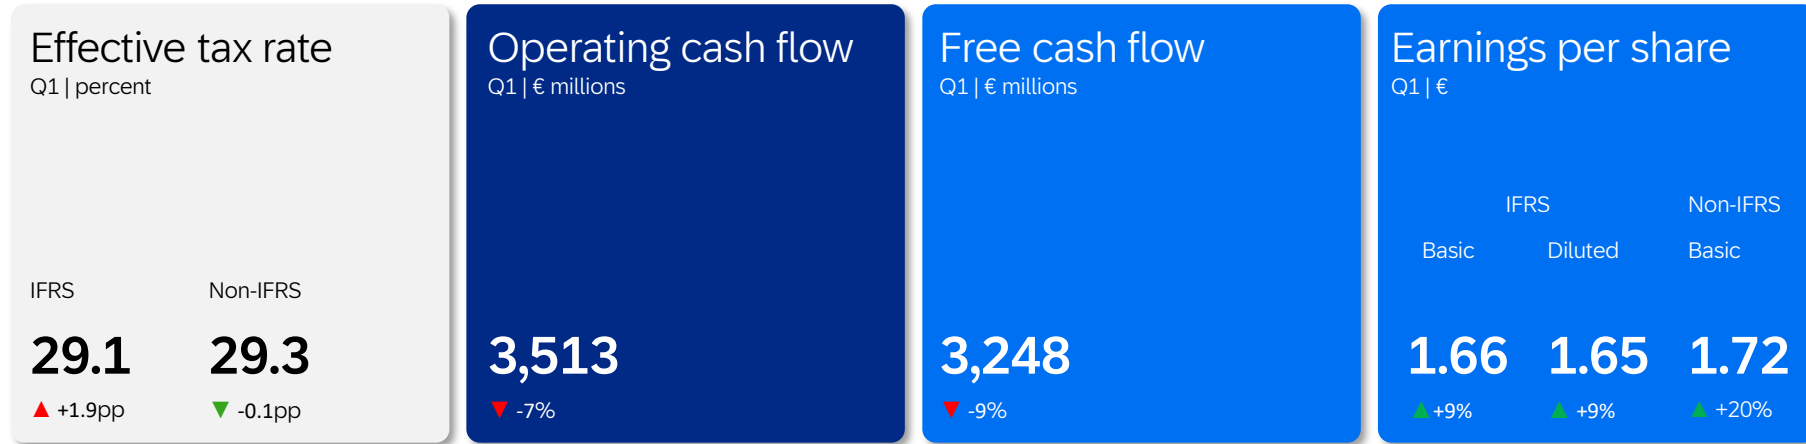 Effective tax rate
Q1 | percent
IFRS Non-IFRS
29.1 29.3
▲ +1.9pp ▼ -0.1pp
Operating cash flow
Q1 | € millions
3,513
▼ -7%
Free cash flow
Q1 | € millions
3,248
▼ -9%
Earnings per share
Q1 | €
IFRS Non-IFRS
Basic Diluted Basic
1.66 1.65 1.72
▲ +9% ▲ +9% ▲ +20%